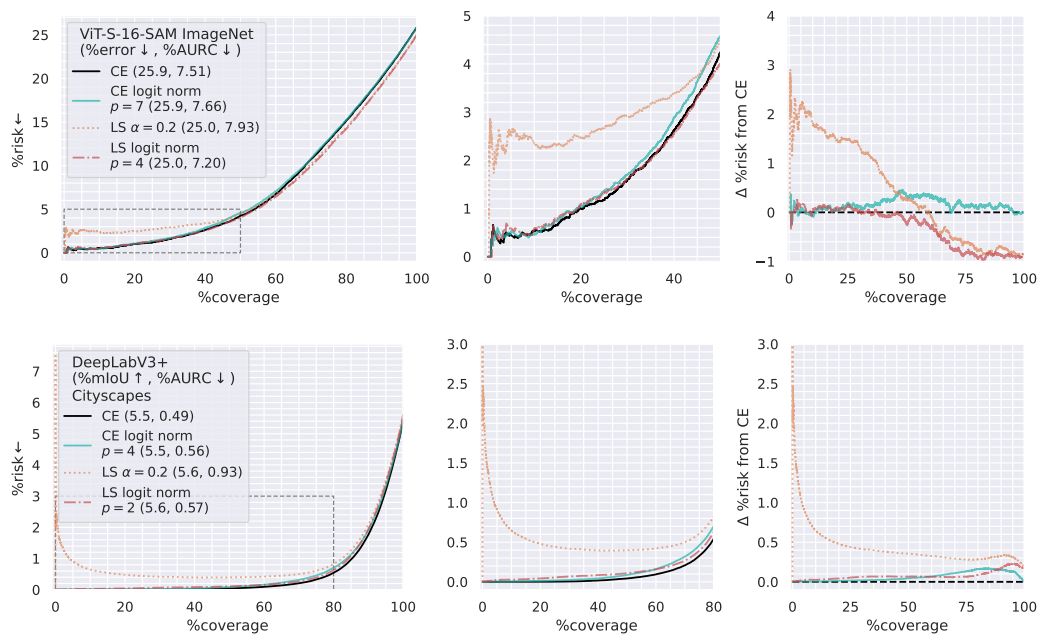 ViT-S-16-SAM ImageNet
(%error ↓, %AURC ↓)
CE (25.9, 7.51)
CE logit norm
p = 7 (25.9, 7.66)
LS α = 0.2 (25.0, 7.93)
LS logit norm
p = 4 (25.0, 7.20)
%risk←
25
20
15
10
5
0
0 20 40 60 80 100
%coverage
5
4
3
2
1
0
0 20 40
%coverage
Δ %risk from CE
4
3
2
1
0
−1
0 25 50 75 100
%coverage
DeepLabV3+
(%mIoU ↑, %AURC ↓)
Cityscapes
CE (5.5, 0.49)
CE logit norm
p = 4 (5.5, 0.56)
LS α = 0.2 (5.6, 0.93)
LS logit norm
p = 2 (5.6, 0.57)
%risk←
7
6
5
4
3
2
1
0
0 20 40 60 80 100
%coverage
3.0
2.5
2.0
1.5
1.0
0.5
0.0
0 20 40 60 80
%coverage
Δ %risk from CE
3.0
2.5
2.0
1.5
1.0
0.5
0.0
0 25 50 75 100
%coverage